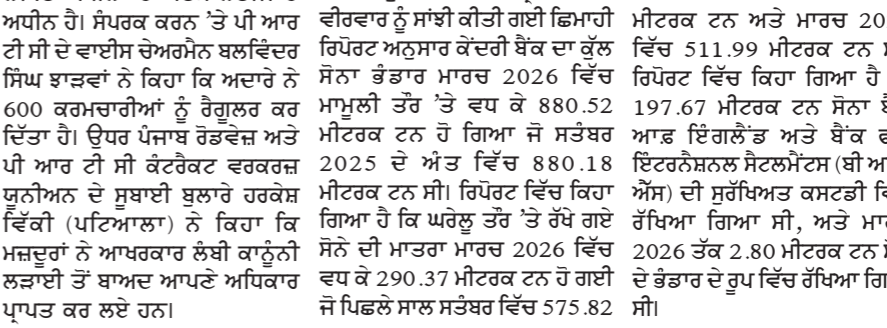 ਅਧੀਨ ਹੈ। ਸੰਪਰਕ ਕਰਨ ’ਤੇ ਪੀ ਆਰ
ਟੀ ਸੀ ਦੇ ਵਾਈਸ ਚੇਅਰਮੈਨ ਬਲਵਿੰਦਰ
ਸਿੰਘ ਝਾੜਵਾਂ ਨੇ ਕਿਹਾ ਕਿ ਅਦਾਰੇ ਨੇ
600 ਕਰਮਚਾਰੀਆਂ ਨੂੰ ਰੈਗੂਲਰ ਕਰ
ਦਿੱਤਾ ਹੈ। ਉਧਰ ਪੰਜਾਬ ਰੋਡਵੇਜ਼ ਅਤੇ
ਪੀ ਆਰ ਟੀ ਸੀ ਕੰਟਰੈਕਟ ਵਰਕਰਜ਼
ਯੂਨੀਅਨ ਦੇ ਸੂਬਾਈ ਬੁਲਾਰੇ ਹਰਕੇਸ਼
ਵਿੱਕੀ (ਪਟਿਆਲਾ) ਨੇ ਕਿਹਾ ਕਿ
ਮਜ਼ਦੂਰਾਂ ਨੇ ਆਖਰਕਾਰ ਲੰਬੀ ਕਾਨੂੰਨੀ
ਲੜਾਈ ਤੋਂ ਬਾਅਦ ਆਪਣੇ ਅਧਿਕਾਰ
ਪ੍ਰਾਪਤ ਕਰ ਲਏ ਹਨ।
ਵੀਰਵਾਰ ਨੂੰ ਸਾਂਝੀ ਕੀਤੀ ਗਈ ਛਿਮਾਹੀ
ਰਿਪੋਰਟ ਅਨੁਸਾਰ ਕੇਂਦਰੀ ਬੈਂਕ ਦਾ ਕੁੱਲ
ਸੋਨਾ ਭੰਡਾਰ ਮਾਰਚ 2026 ਵਿੱਚ
ਮਾਮੂਲੀ ਤੌਰ ’ਤੇ ਵਧ ਕੇ 880.52
ਮੀਟਰਕ ਟਨ ਹੋ ਗਿਆ ਜੋ ਸਤੰਬਰ
2025 ਦੇ ਅੰਤ ਵਿੱਚ 880.18
ਮੀਟਰਕ ਟਨ ਸੀ। ਰਿਪੋਰਟ ਵਿੱਚ ਕਿਹਾ
ਗਿਆ ਹੈ ਕਿ ਘਰੇਲੂ ਤੌਰ ’ਤੇ ਰੱਖੇ ਗਏ
ਸੋਨੇ ਦੀ ਮਾਤਰਾ ਮਾਰਚ 2026 ਵਿੱਚ
ਵਧ ਕੇ 290.37 ਮੀਟਰਕ ਟਨ ਹੋ ਗਈ
ਜੋ ਪਿਛਲੇ ਸਾਲ ਸਤੰਬਰ ਵਿੱਚ 575.82
ਮੀਟਰਕ ਟਨ ਅਤੇ ਮਾਰਚ 20
ਵਿੱਚ 511.99 ਮੀਟਰਕ ਟਨ
ਰਿਪੋਰਟ ਵਿੱਚ ਕਿਹਾ ਗਿਆ ਹੈ
197.67 ਮੀਟਰਕ ਟਨ ਸੋਨਾ
ਆਫ਼ ਇੰਗਲੈਂਡ ਅਤੇ ਬੈਂਕ
ਇੰਟਰਨੈਸ਼ਨਲ ਸੈਟਲਮੈਂਟਸ (ਬੀ
ਐੱਸ) ਦੀ ਸੁਰੱਖਿਅਤ ਕਸਟਡੀ
ਰੱਖਿਆ ਗਿਆ ਸੀ, ਅਤੇ
2026 ਤੱਕ 2.80 ਮੀਟਰਕ ਟਨ
ਦੇ ਭੰਡਾਰ ਦੇ ਰੂਪ ਵਿੱਚ ਰੱਖਿਆ
ਸੀ।